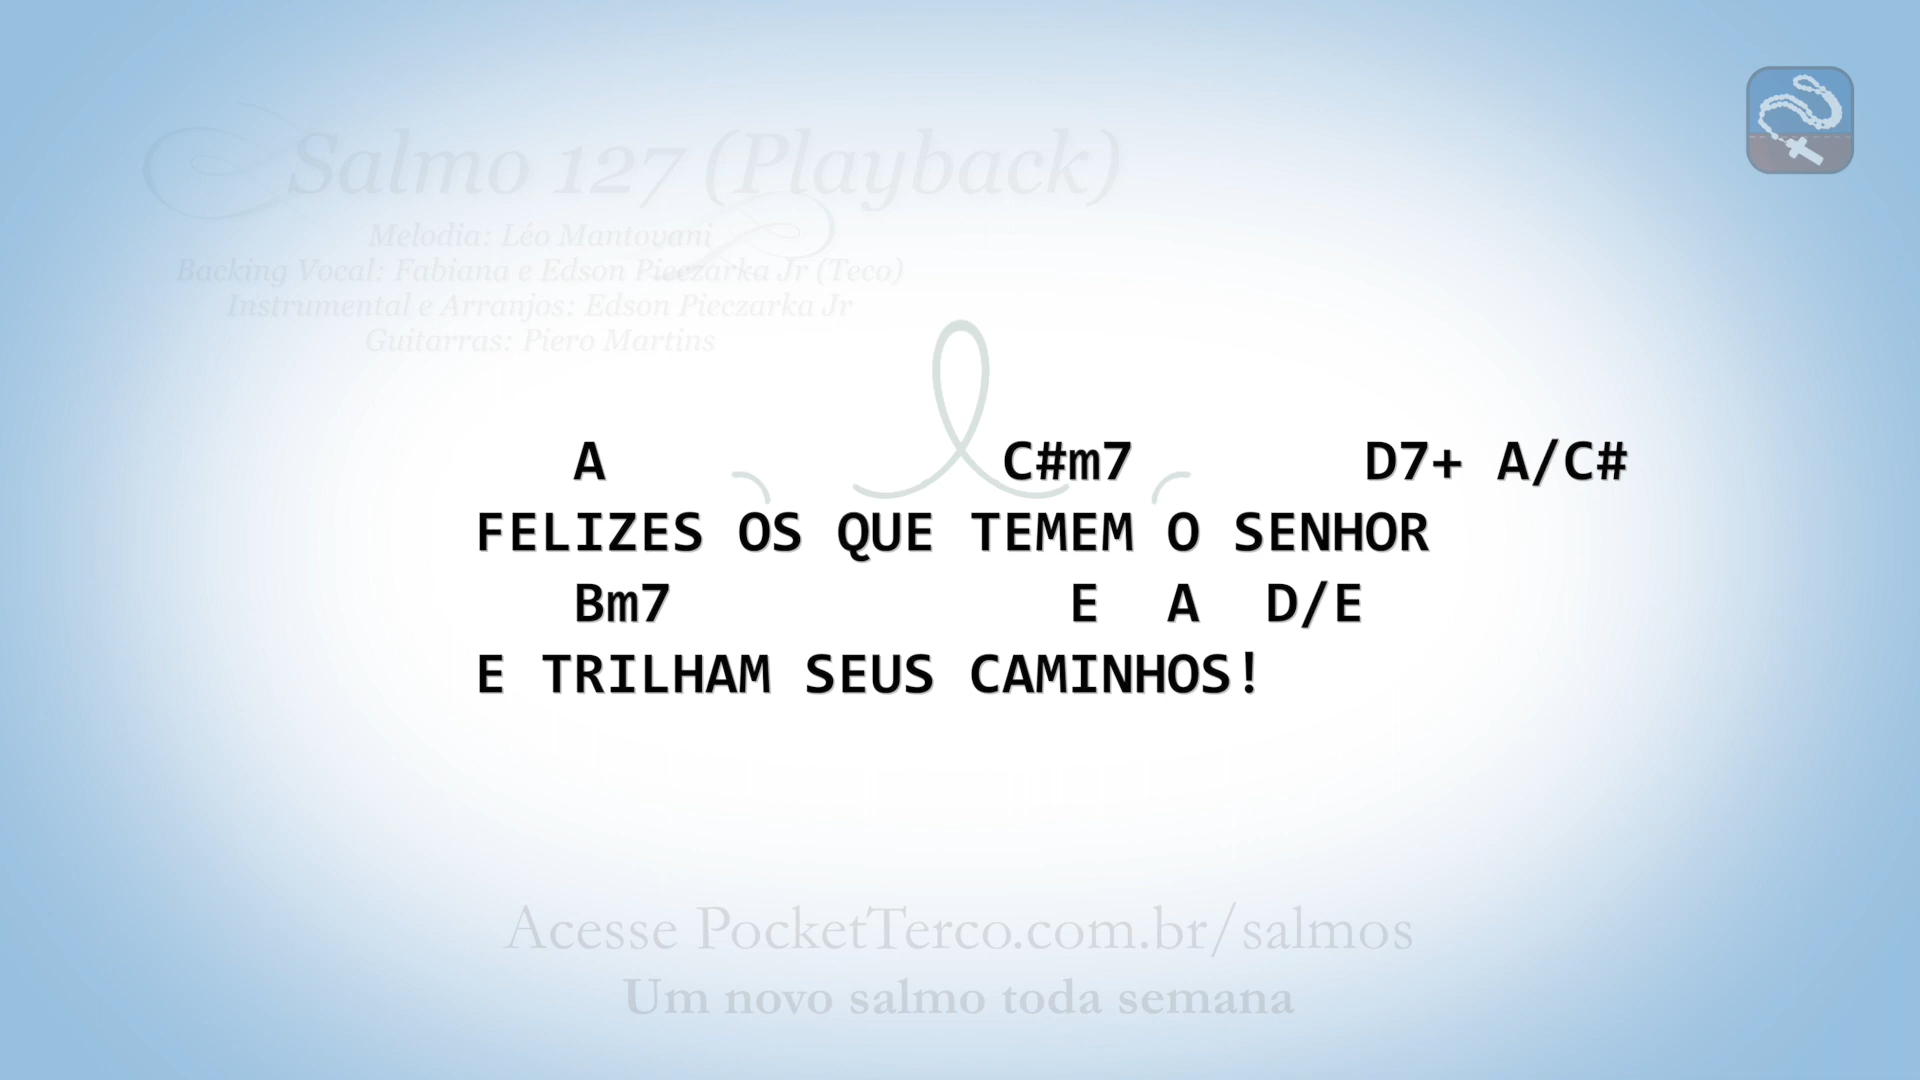 Salmo 127 (Playback)
Melodia: Léo Mantovani
Backing Vocal: Fabiana e Edson Pieczarka Jr (Teco)
Instrumental e Arranjos: Edson Pieczarka Jr
Guitarras: Piero Martins
A C#m7 D7+ A/C#
FELIZES OS QUE TEMEM O SENHOR
Bm7 E A D/E
E TRILHAM SEUS CAMINHOS!
Acesse PocketTerco.com.br/salmos
Um novo salmo toda semana